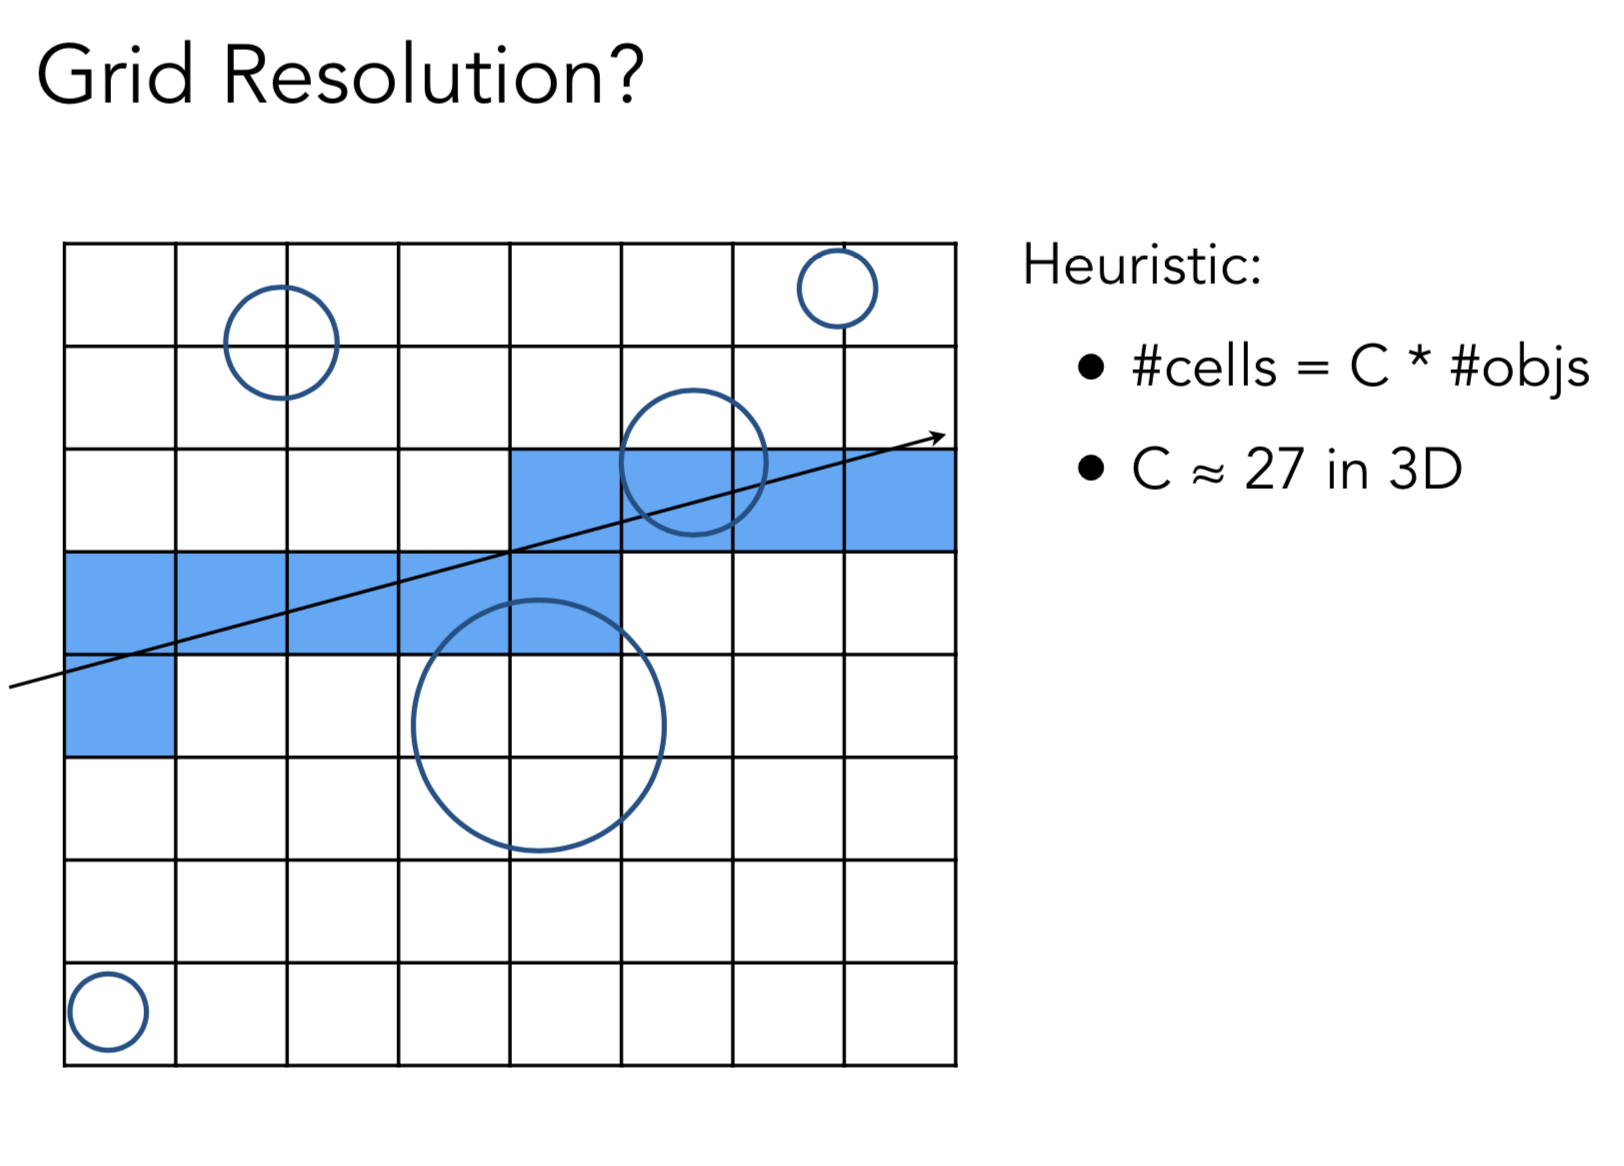 Grid Resolution?
Heuristic:
● #cells = C * #objs
● C ≈ 27 in 3D